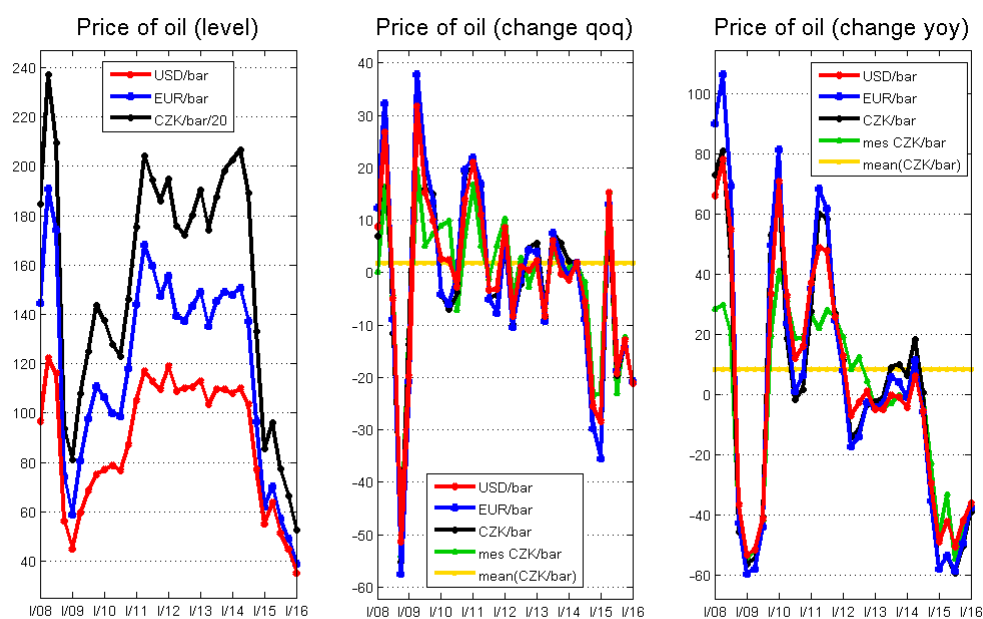 Price of oil (level)
240
220
200
180
160
140
120
100
80
60
40
I/08 I/09 I/10 I/11 I/12 I/13 I/14 I/15 I/16
USD/bar
EUR/bar
CZK/bar/20
Price of oil (change qoq)
40
30
20
10
0
-10
-20
-30
-40
-50
-60
I/08 I/09 I/10 I/11 I/12 I/13 I/14 I/15 I/16
USD/bar
EUR/bar
CZK/bar
mes CZK/bar
mean(CZK/bar)
Price of oil (change yoy)
100
80
60
40
20
0
-20
-40
-60
I/08 I/09 I/10 I/11 I/12 I/13 I/14 I/15 I/16
USD/bar
EUR/bar
CZK/bar
mes CZK/bar
mean(CZK/bar)